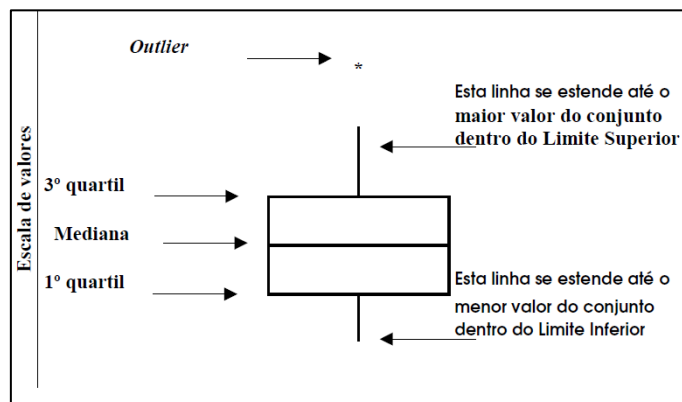 Outlier
*
Esta linha se estende até o
maior valor do conjunto
dentro do Limite Superior
Escala de valores
3º quartil
Mediana
1º quartil
Esta linha se estende até o
menor valor do conjunto
dentro do Limite Inferior